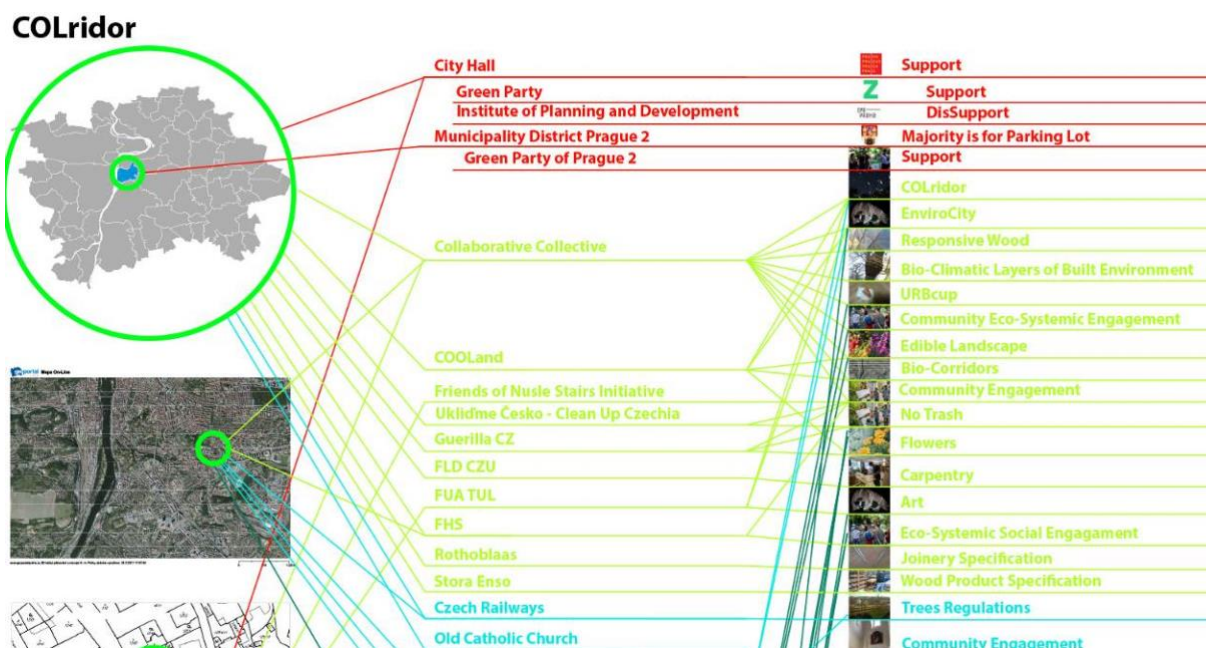 COLridor
City Hall
Support
Green Party
Z
Support
Institute of Planning and Development
DisSupport
Municipality District Prague 2
Majority is for Parking Lot
Green Party of Prague 2
Support
COLridor
EnviroCity
Collaborative Collective
Responsive Wood
Bio-Climatic Layers of Built Environment
URBcup
Community Eco-Systemic Engagement
Edible Landscape
COOLand
Bio-Corridors
Friends of Nusle Stairs Initiative
Community Engagement
Ukliďme Česko - Clean Up Czechia
No Trash
Guerilla CZ
Flowers
FLD CZU
Carpentry
FUA TUL
Art
FHS
Eco-Systemic Social Engagament
Rothoblaas
Joinery Specification
Stora Enso
Wood Product Specification
Czech Railways
Trees Regulations
Old Catholic Church
Community Engagement